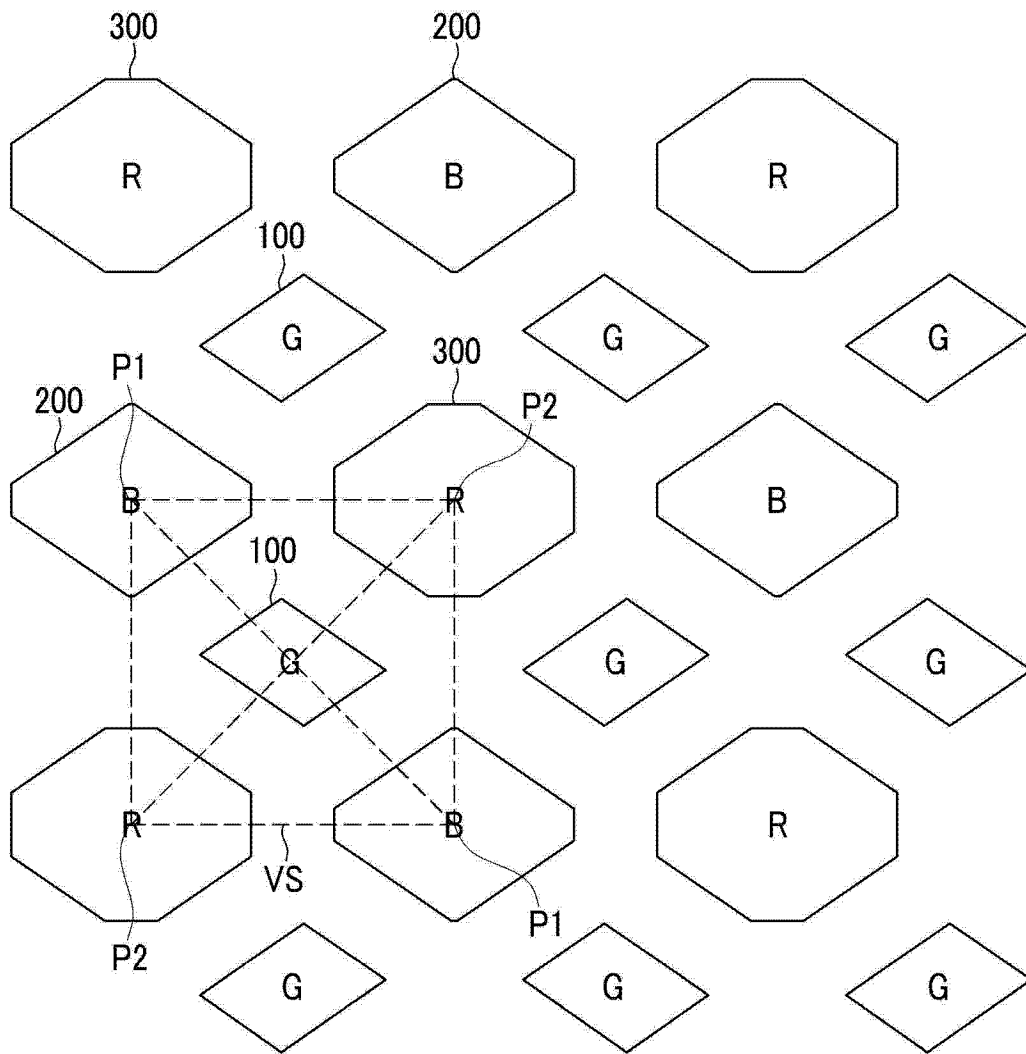 300 200
R B R
100
G G G
P1 300
200 P2
B R B
100
G G G
R B R
VS
P2 P1
G G G